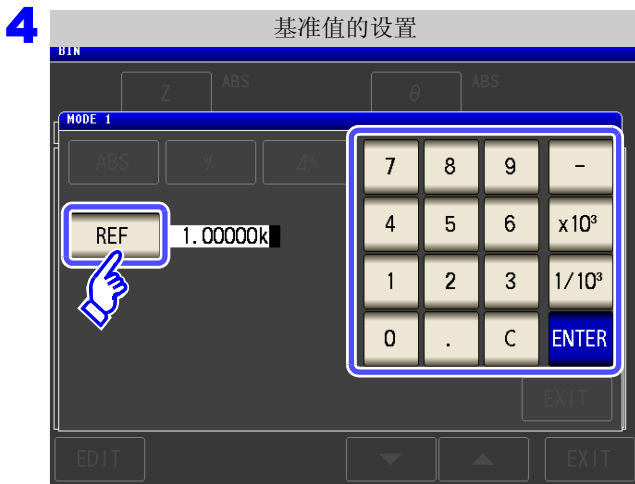 4
基准值的设置
BIN
Z ABS θ ABS
MODE 1
ABS % Δ%
7 8 9 -
REF 1.00000k
4 5 6 x10³
1 2 3 1/10³
0 . C ENTER
EXIT
EDIT EXIT